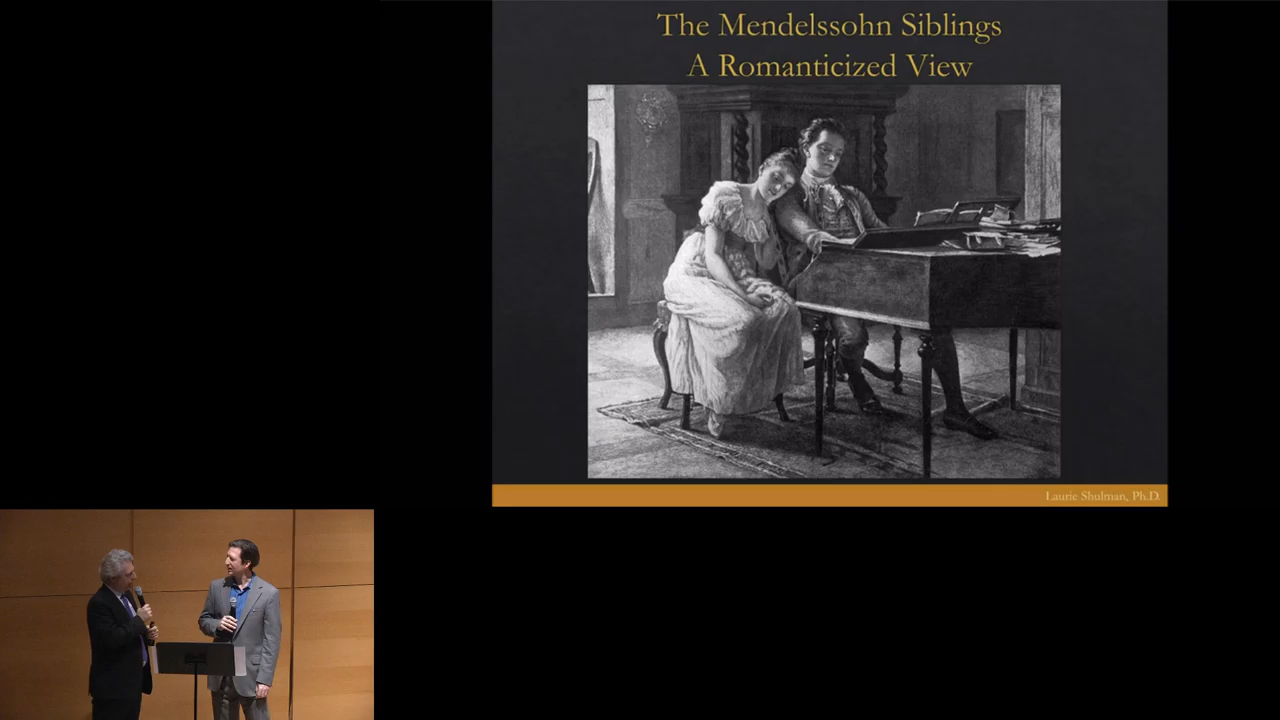 The Mendelssohn Siblings
A Romanticized View
Laurie Shulman, Ph.D.